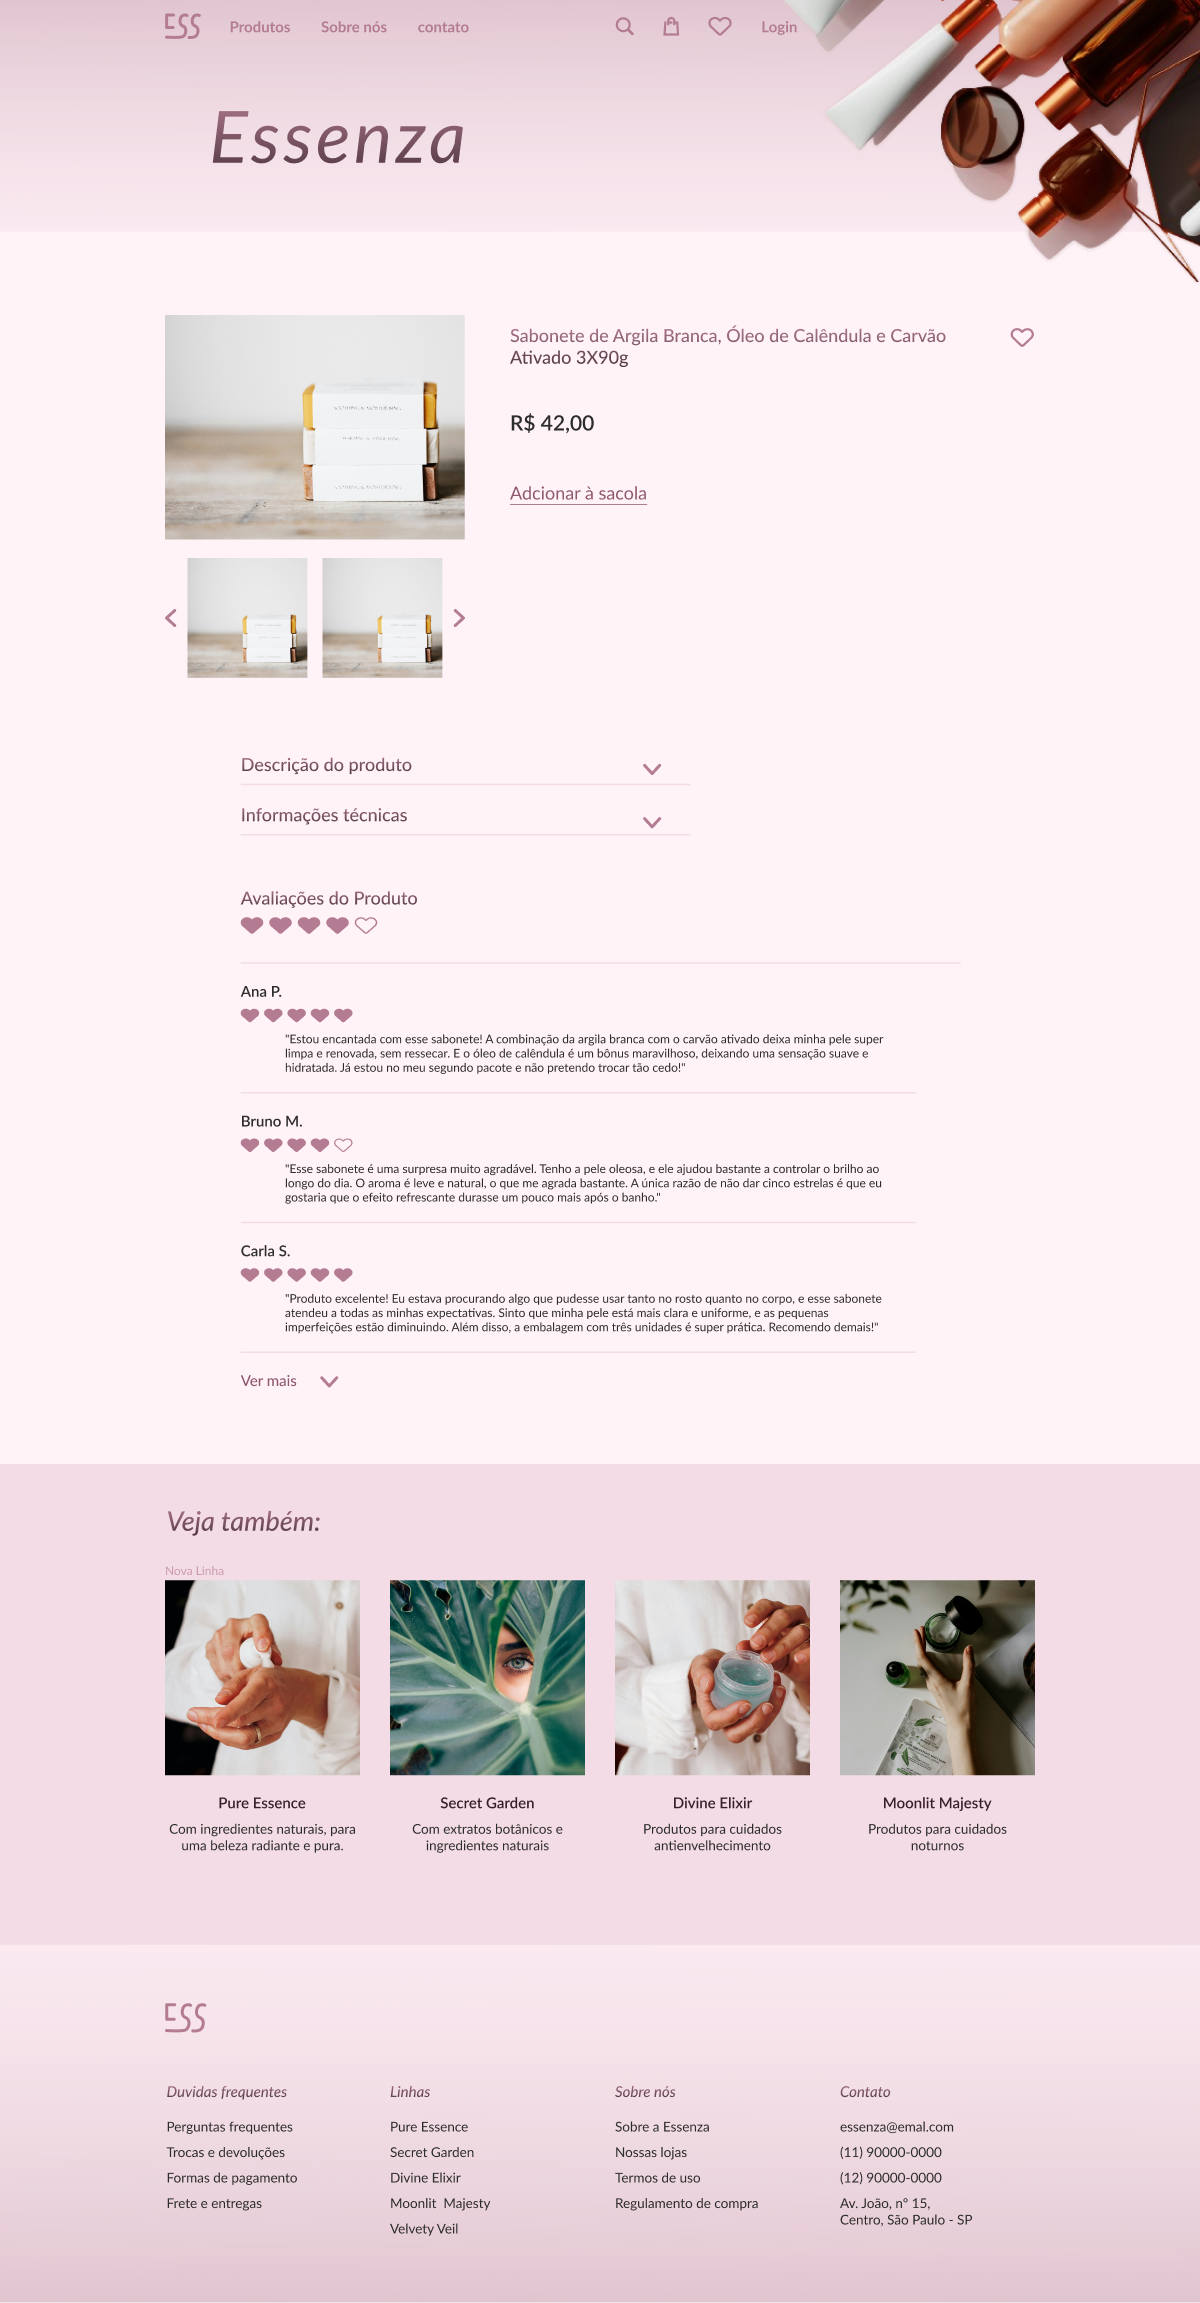 ESS Produtos Sobre nós contato Login
Essenza
Sabonete de Argila Branca, Óleo de Calêndula e Carvão
Ativado 3X90g
R$ 42,00
Adcionar à sacola
Descrição do produto
Informações técnicas
Avaliações do Produto
Ana P.
"Estou encantada com esse sabonete! A combinação da argila branca com o carvão ativado deixa minha pele super
limpa e renovada, sem ressecar. E o óleo de calêndula é um bônus maravilhoso, deixando uma sensação suave e
hidratada. Já estou no meu segundo pacote e não pretendo trocar tão cedo!"
Bruno M.
"Esse sabonete é uma surpresa muito agradável. Tenho a pele oleosa, e ele ajudou bastante a controlar o brilho ao
longo do dia. O aroma é leve e natural, o que me agrada bastante. A única razão de não dar cinco estrelas é que eu
gostaria que o efeito refrescante durasse um pouco mais após o banho."
Carla S.
"Produto excelente! Eu estava procurando algo que pudesse usar tanto no rosto quanto no corpo, e esse sabonete
atendeu a todas as minhas expectativas. Sinto que minha pele está mais clara e uniforme, e as pequenas
imperfeições estão diminuindo. Além disso, a embalagem com três unidades é super prática. Recomendo demais!"
Ver mais
Veja também:
Nova Linha
Pure Essence
Com ingredientes naturais, para
uma beleza radiante e pura.
Secret Garden
Com extratos botânicos e
ingredientes naturais
Divine Elixir
Produtos para cuidados
antienvelhecimento
Moonlit Majesty
Produtos para cuidados
noturnos
ESS
Duvidas frequentes
Perguntas frequentes
Trocas e devoluções
Formas de pagamento
Frete e entregas
Linhas
Pure Essence
Secret Garden
Divine Elixir
Moonlit  Majesty
Velvety Veil
Sobre nós
Sobre a Essenza
Nossas lojas
Termos de uso
Regulamento de compra
Contato
essenza@emal.com
(11) 90000-0000
(12) 90000-0000
Av. João, nº 15,
Centro, São Paulo - SP